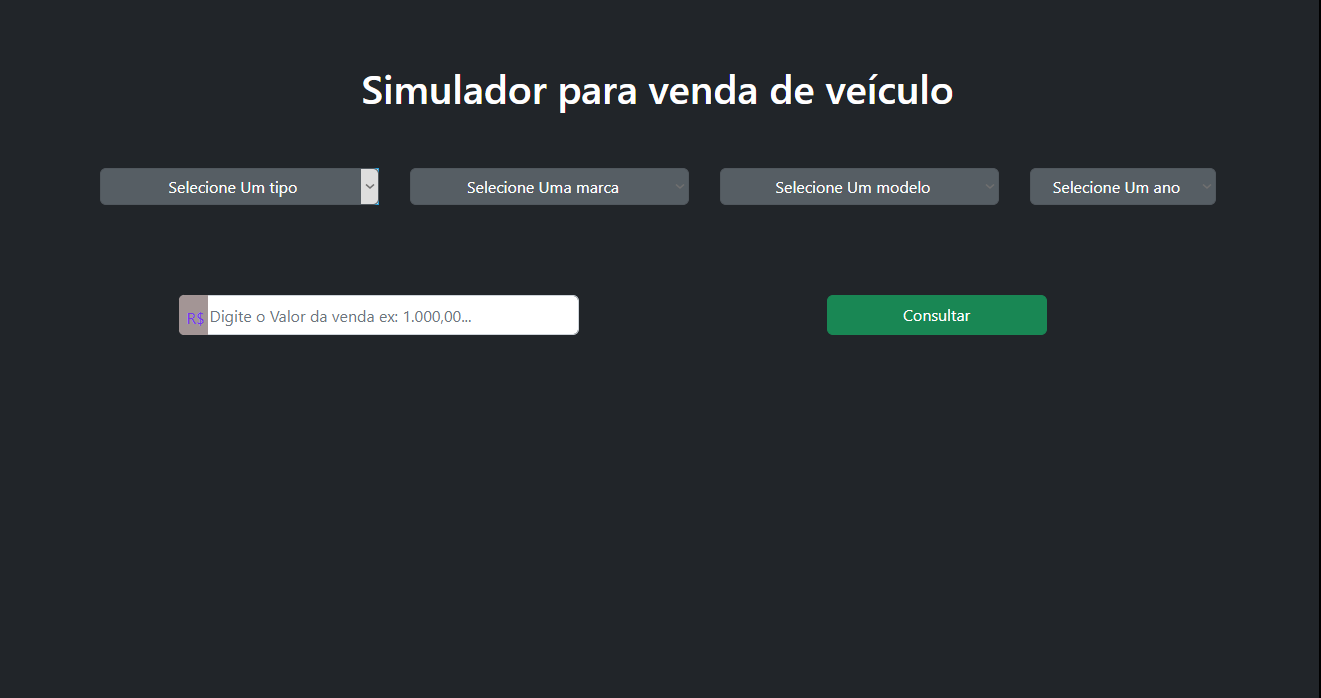 Simulador para venda de veículo
Selecione Um tipo
Selecione Uma marca
Selecione Um modelo
Selecione Um ano
R$ Digite o Valor da venda ex: 1.000,00...
Consultar